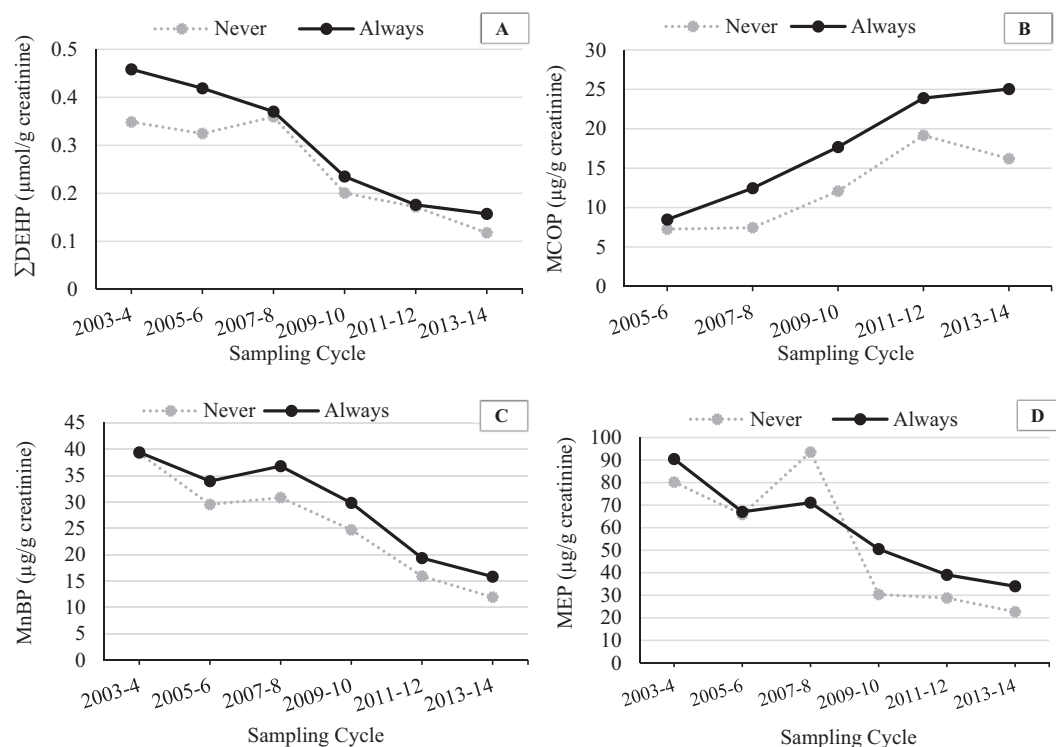 Never Always A
0.5
0.4
0.3
0.2
0.1
0
∑DEHP (µmol/g creatinine)
2003-4 2005-6 2007-8 2009-10 2011-12 2013-14
Sampling Cycle
Never Always B
30
25
20
15
10
5
0
MCOP (µg/g creatinine)
2005-6 2007-8 2009-10 2011-12 2013-14
Sampling Cycle
Never Always C
45
40
35
30
25
20
15
10
5
0
MnBP (µg/g creatinine)
2003-4 2005-6 2007-8 2009-10 2011-12 2013-14
Sampling Cycle
Never Always D
100
90
80
70
60
50
40
30
20
10
0
MEP (µg/g creatinine)
2003-4 2005-6 2007-8 2009-10 2011-12 2013-14
Sampling Cycle